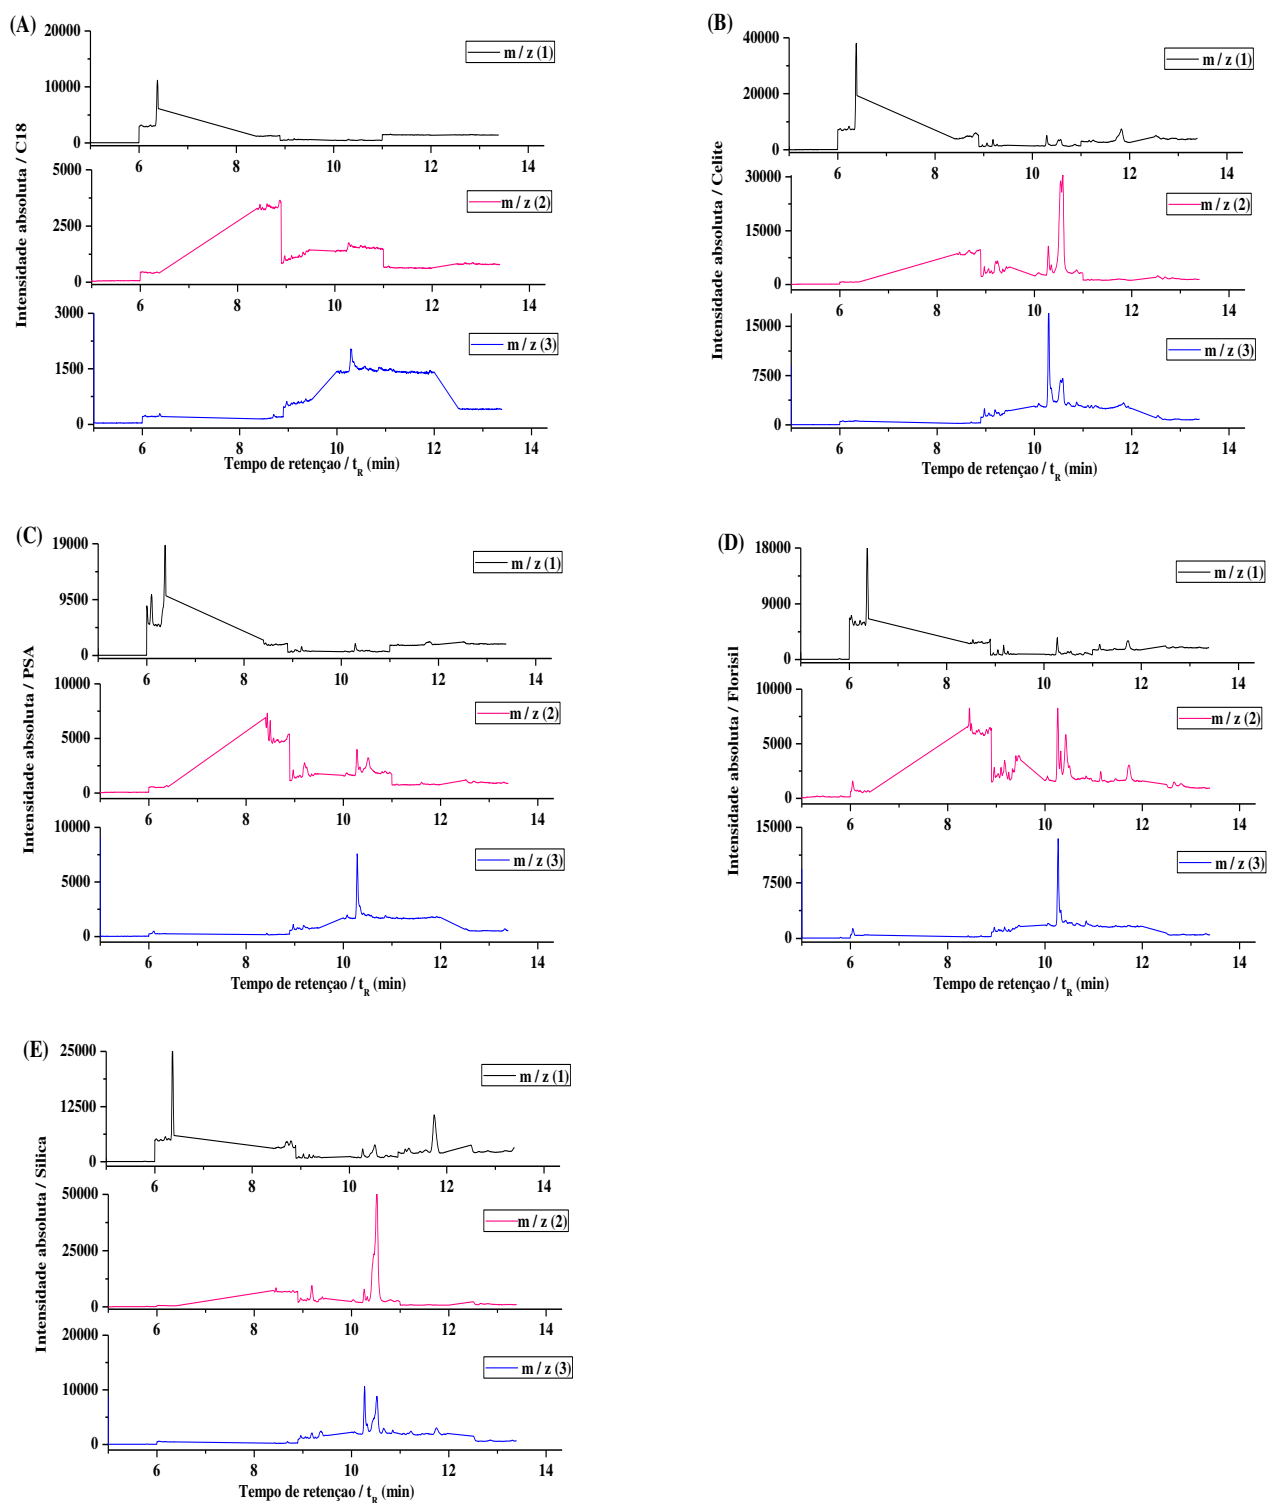 (A)
20000
10000
0
m / z (1)
6 8 10 12 14
5000
2500
0
m / z (2)
6 8 10 12 14
3000
1500
0
m / z (3)
6 8 10 12 14
Intensidade absoluta / C18
Tempo de retençao / tR (min)
(B)
40000
20000
0
m / z (1)
6 8 10 12 14
30000
15000
0
m / z (2)
6 8 10 12 14
15000
7500
0
m / z (3)
6 8 10 12 14
Intensidade absoluta / Celite
Tempo de retençao / tR (min)
(C)
19000
9500
0
m / z (1)
6 8 10 12 14
10000
5000
0
m / z (2)
6 8 10 12 14
10000
5000
0
m / z (3)
6 8 10 12 14
Intensidade absoluta / PSA
Tempo de retençao / tR (min)
(D)
18000
9000
0
m / z (1)
6 8 10 12 14
10000
5000
0
m / z (2)
6 8 10 12 14
15000
7500
0
m / z (3)
6 8 10 12 14
Intensidade absoluta / Florisil
Tempo de retençao / tR (min)
(E)
25000
12500
0
m / z (1)
6 8 10 12 14
50000
25000
0
m / z (2)
6 8 10 12 14
20000
10000
0
m / z (3)
6 8 10 12 14
Intensidade absoluta / Silica
Tempo de retençao / tR (min)